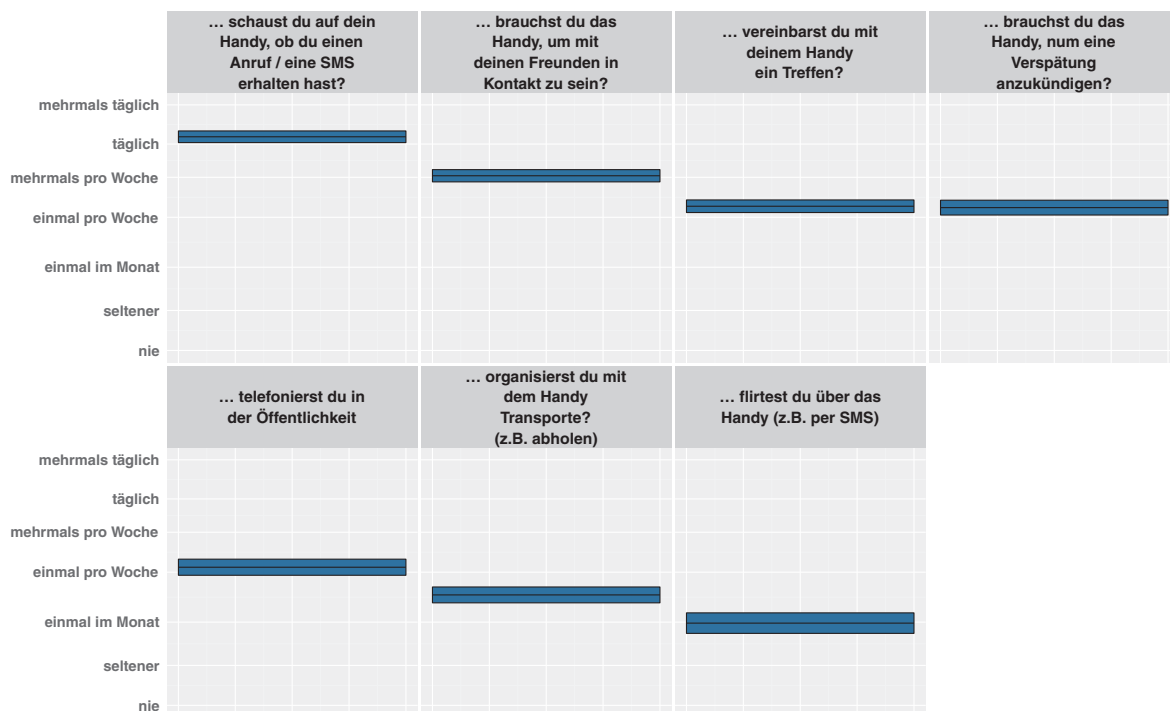 … schaust du auf dein
Handy, ob du einen
Anruf / eine SMS
erhalten hast?
… brauchst du das
Handy, um mit
deinen Freunden in
Kontakt zu sein?
… vereinbarst du mit
deinem Handy
ein Treffen?
… brauchst du das
Handy, num eine
Verspätung
anzukündigen?
mehrmals täglich
täglich
mehrmals pro Woche
einmal pro Woche
einmal im Monat
seltener
nie
… telefonierst du in
der Öffentlichkeit
… organisierst du mit
dem Handy
Transporte?
(z.B. abholen)
… flirtest du über das
Handy (z.B. per SMS)
mehrmals täglich
täglich
mehrmals pro Woche
einmal pro Woche
einmal im Monat
seltener
nie